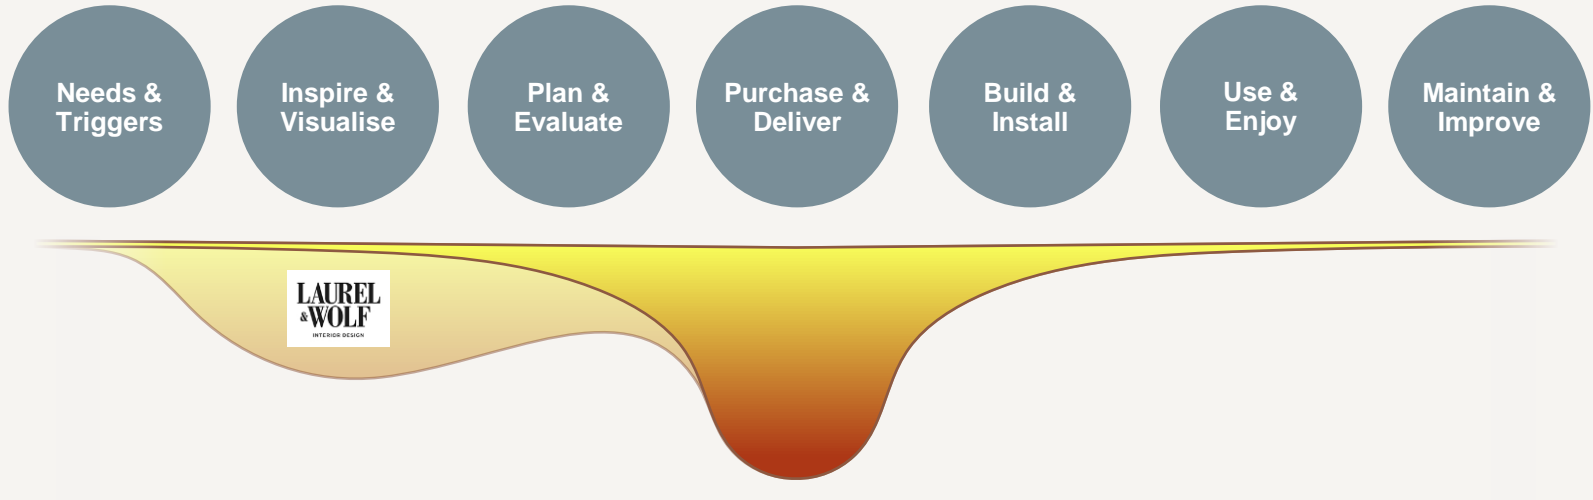 Needs &
Triggers
Inspire &
Visualise
Plan &
Evaluate
Purchase &
Deliver
Build &
Install
Use &
Enjoy
Maintain &
Improve
LAUREL
&WOLF
INTERIOR DESIGN